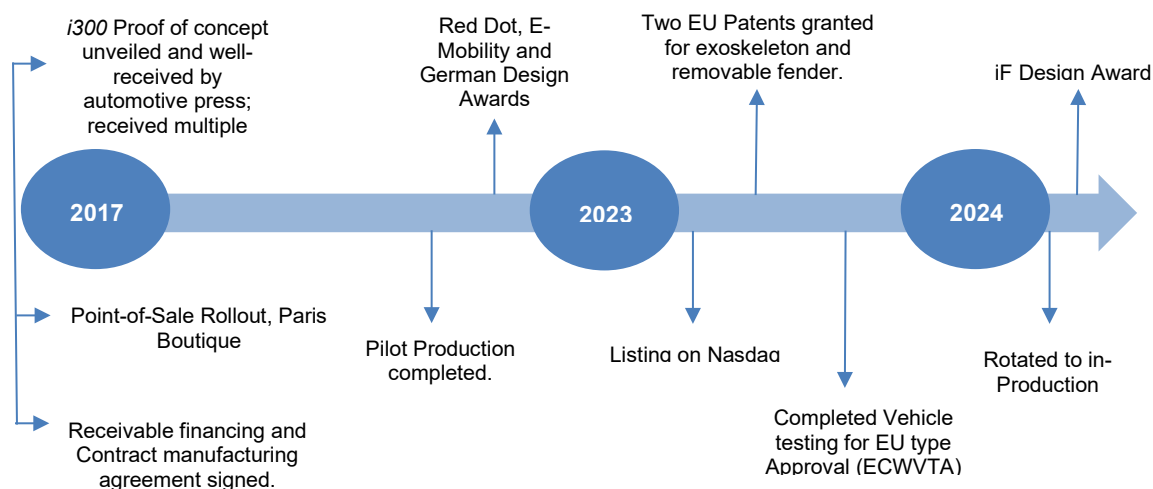 i300 Proof of concept
unveiled and well-
received by
automotive press;
received multiple
Red Dot, E-
Mobility and
German Design
Awards
Two EU Patents granted
for exoskeleton and
removable fender.
iF Design Award
2017
2023
2024
Point-of-Sale Rollout, Paris
Boutique
Pilot Production
completed.
Listing on Nasdaq
Rotated to in-
Production
Receivable financing and
Contract manufacturing
agreement signed.
Completed Vehicle
testing for EU type
Approval (ECWVTA)